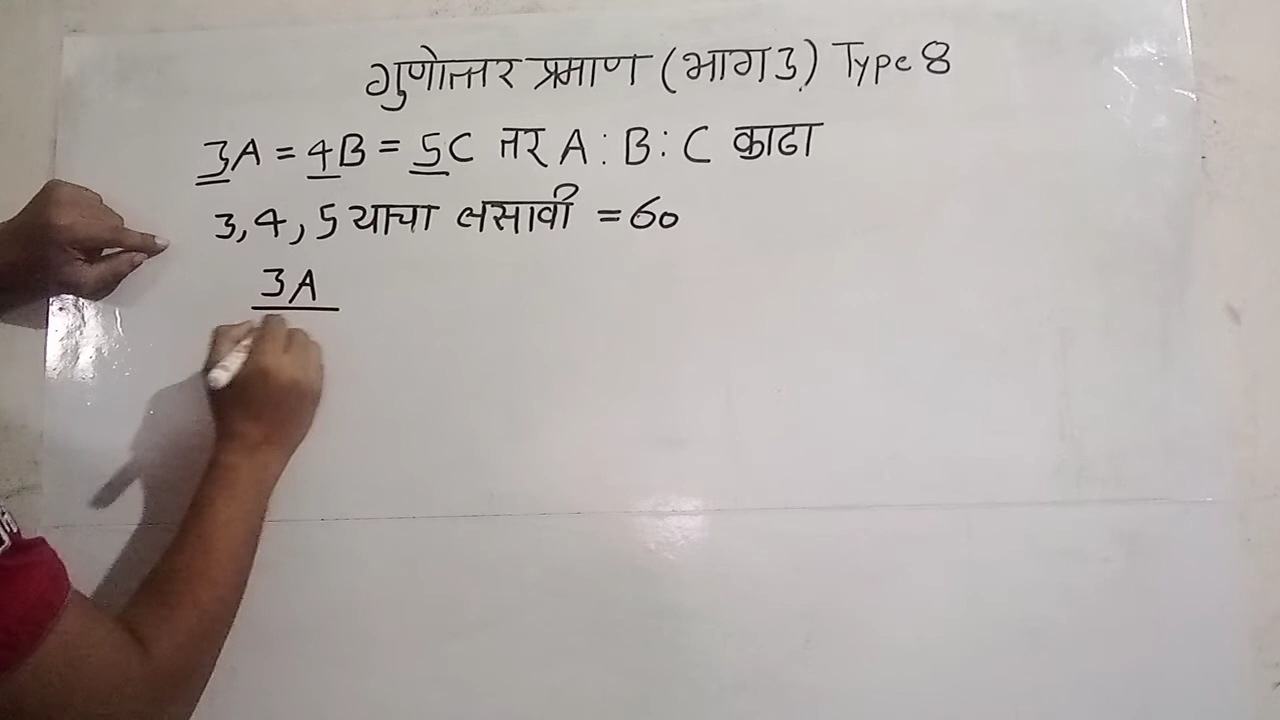 गुणोत्तर प्रमाण (भाग 3) Type 8
3A = 4B = 5C तर A : B : C काढा
3, 4, 5 याचा लसावी = 60
3A